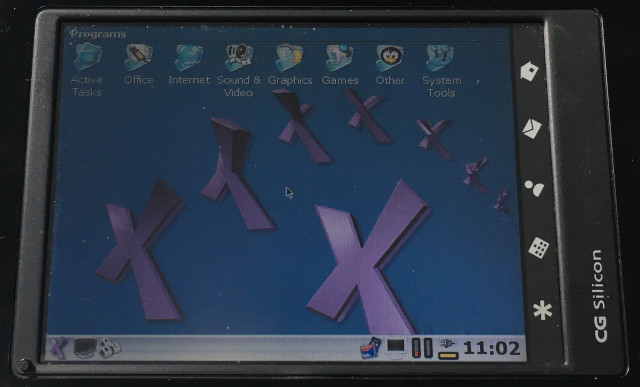 Programs
Active Tasks
Office
Internet
Sound & Video
Graphics
Games
Other
System Tools
11:02
CG Silicon